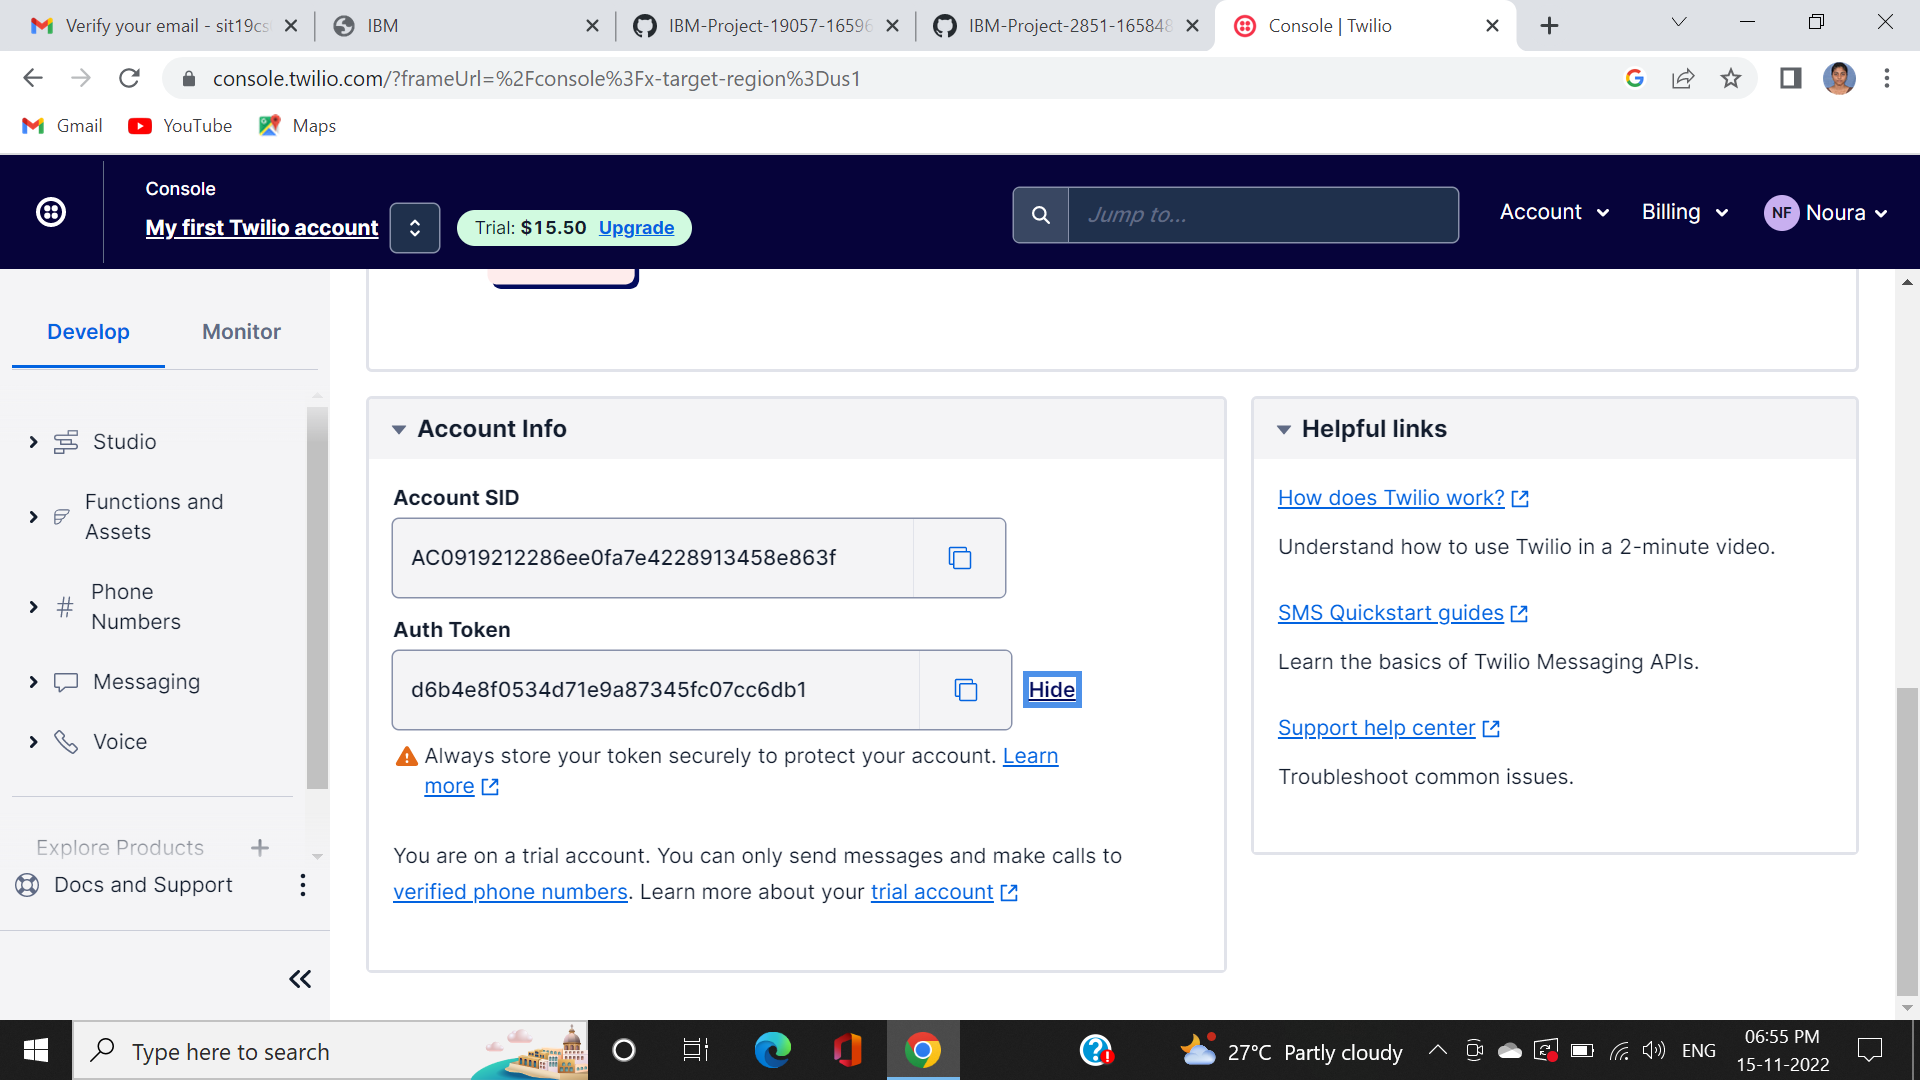 Verify your email - sit19cs
IBM
IBM-Project-19057-16596
IBM-Project-2851-165848
Console | Twilio
console.twilio.com/?frameUrl=%2Fconsole%3Fx-target-region%3Dus1
Gmail
YouTube
Maps
Console
My first Twilio account
Trial: $15.50 Upgrade
Jump to...
Account
Billing
NF Noura
Develop
Monitor
Studio
Functions and
Assets
Phone
Numbers
Messaging
Voice
Explore Products
Docs and Support
Account Info
Account SID
AC0919212286ee0fa7e4228913458e863f
Auth Token
d6b4e8f0534d71e9a87345fc07cc6db1
Hide
Always store your token securely to protect your account. Learn
more
You are on a trial account. You can only send messages and make calls to
verified phone numbers. Learn more about your trial account
Helpful links
How does Twilio work?
Understand how to use Twilio in a 2-minute video.
SMS Quickstart guides
Learn the basics of Twilio Messaging APIs.
Support help center
Troubleshoot common issues.
Type here to search
27°C Partly cloudy
ENG
06:55 PM
15-11-2022